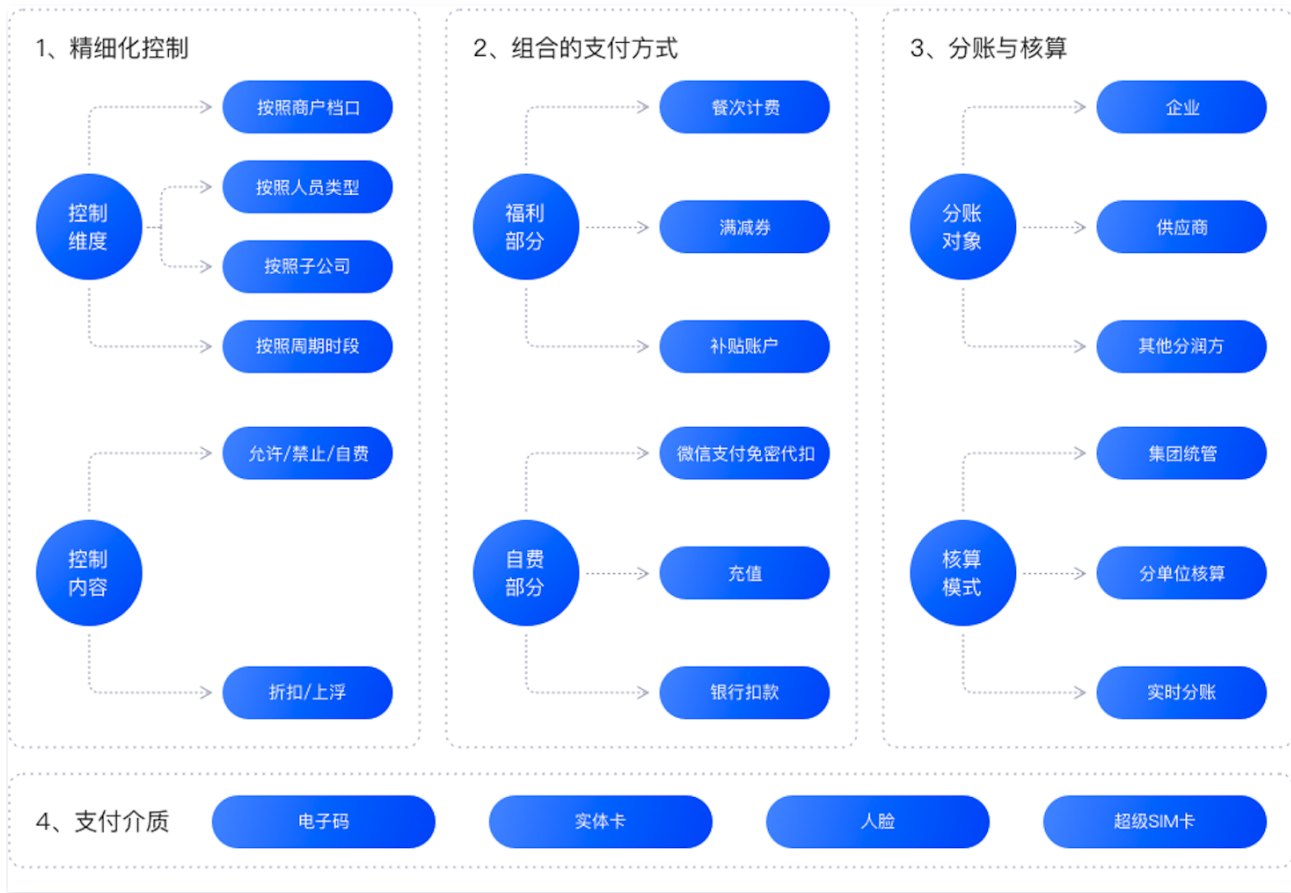 1、精细化控制
控制
维度
按照商户档口
按照人员类型
按照子公司
按照周期时段
控制
内容
允许/禁止/自费
折扣/上浮
2、组合的支付方式
福利
部分
餐次计费
满减券
补贴账户
自费
部分
微信支付免密代扣
充值
银行扣款
3、分账与核算
分账
对象
企业
供应商
其他分润方
核算
模式
集团统管
分单位核算
实时分账
4、支付介质
电子码
实体卡
人脸
超级SIM卡